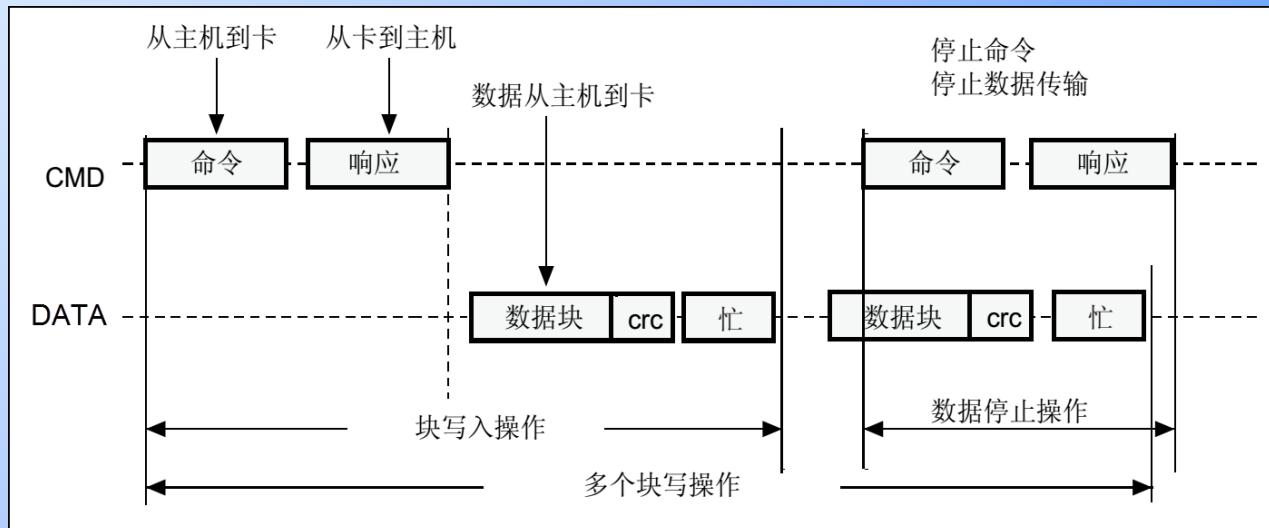 从主机到卡
从卡到主机
停止命令
停止数据传输
数据从主机到卡
CMD
命令
响应
命令
响应
DATA
数据块
crc
忙
数据块
crc
忙
块写入操作
数据停止操作
多个块写操作